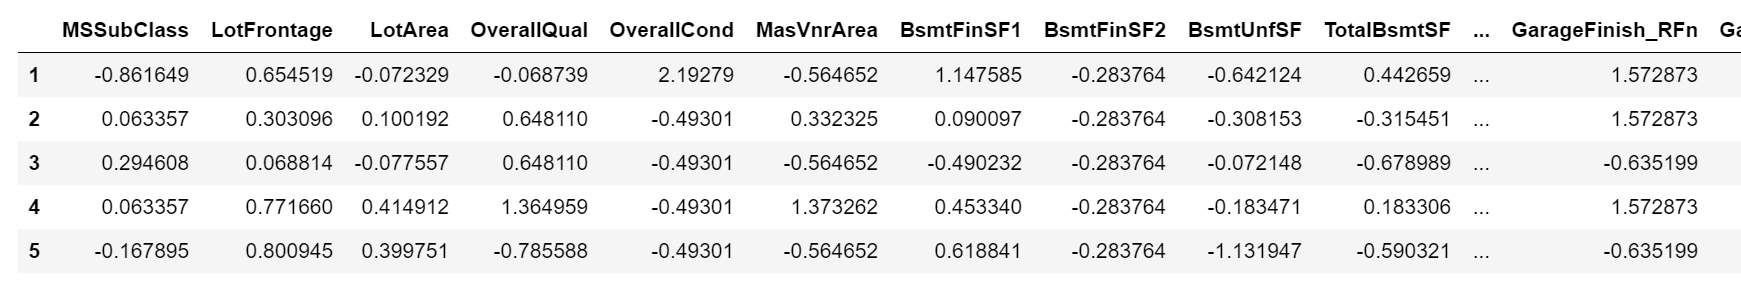 MSSubClass LotFrontage LotArea OverallQual OverallCond MasVnrArea BsmtFinSF1 BsmtFinSF2 BsmtUnfSF TotalBsmtSF ... GarageFinish_RFn Ga
1 -0.861649 0.654519 -0.072329 -0.068739 2.19279 -0.564652 1.147585 -0.283764 -0.642124 0.442659 ... 1.572873
2 0.063357 0.303096 0.100192 0.648110 -0.49301 0.332325 0.090097 -0.283764 -0.308153 -0.315451 ... 1.572873
3 0.294608 0.068814 -0.077557 0.648110 -0.49301 -0.564652 -0.490232 -0.283764 -0.072148 -0.678989 ... -0.635199
4 0.063357 0.771660 0.414912 1.364959 -0.49301 1.373262 0.453340 -0.283764 -0.183471 0.183306 ... 1.572873
5 -0.167895 0.800945 0.399751 -0.785588 -0.49301 -0.564652 0.618841 -0.283764 -1.131947 -0.590321 ... -0.635199